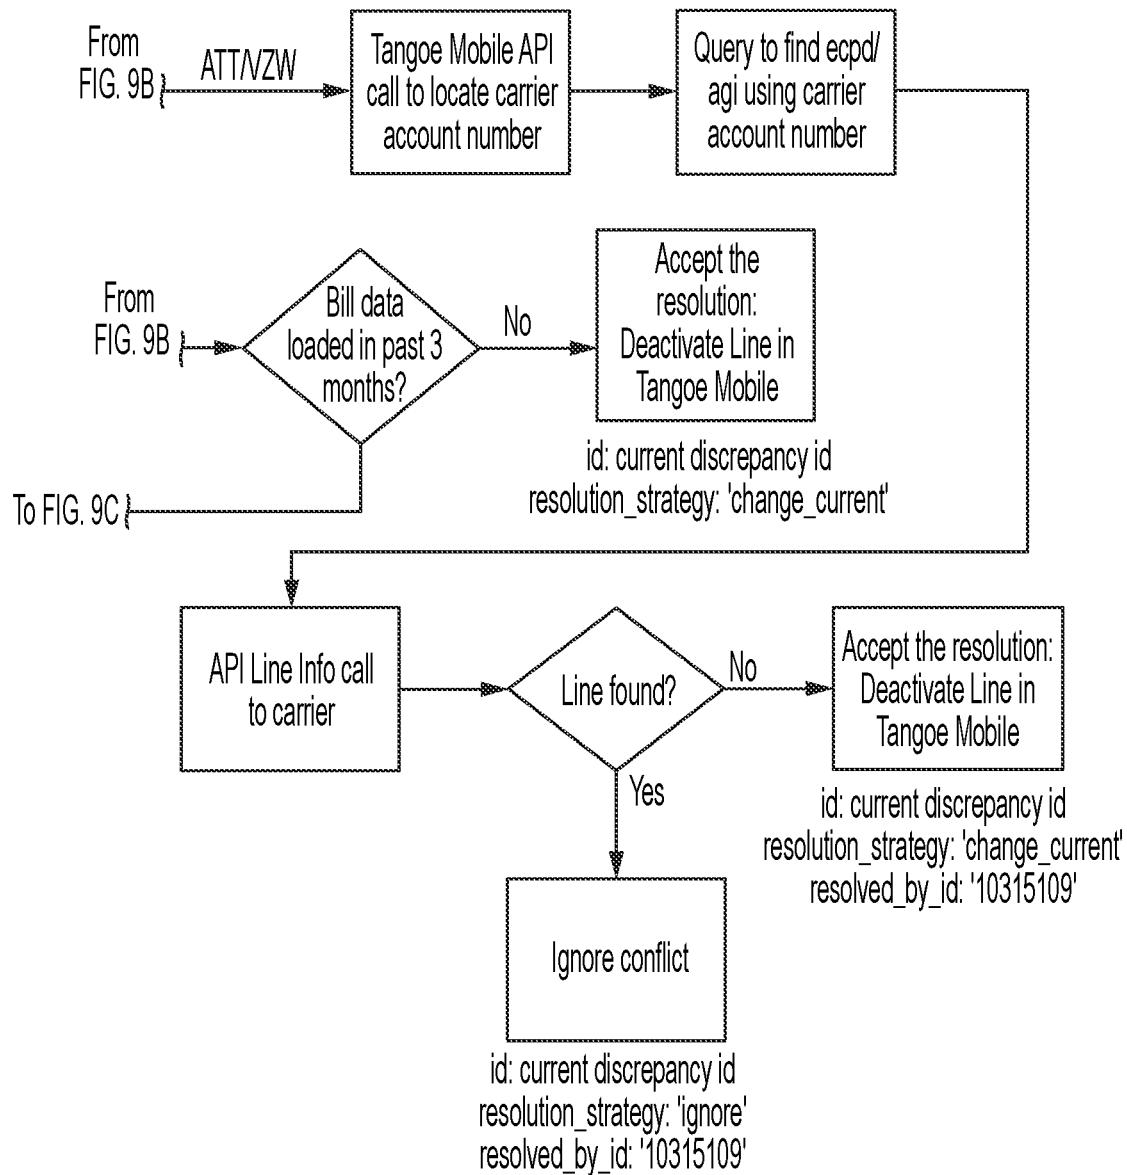 From
FIG. 9B
ATT/VZW
Tangoe Mobile API
call to locate carrier
account number
Query to find ecpd/
agi using carrier
account number
From
FIG. 9B
Bill data
loaded in past 3
months?
No
Accept the
resolution:
Deactivate Line in
Tangoe Mobile
id: current discrepancy id
resolution_strategy: 'change_current'
To FIG. 9C
API Line Info call
to carrier
Line found?
No
Accept the resolution:
Deactivate Line in
Tangoe Mobile
id: current discrepancy id
resolution_strategy: 'change_current'
resolved_by_id: '10315109'
Yes
Ignore conflict
id: current discrepancy id
resolution_strategy: 'ignore'
resolved_by_id: '10315109'